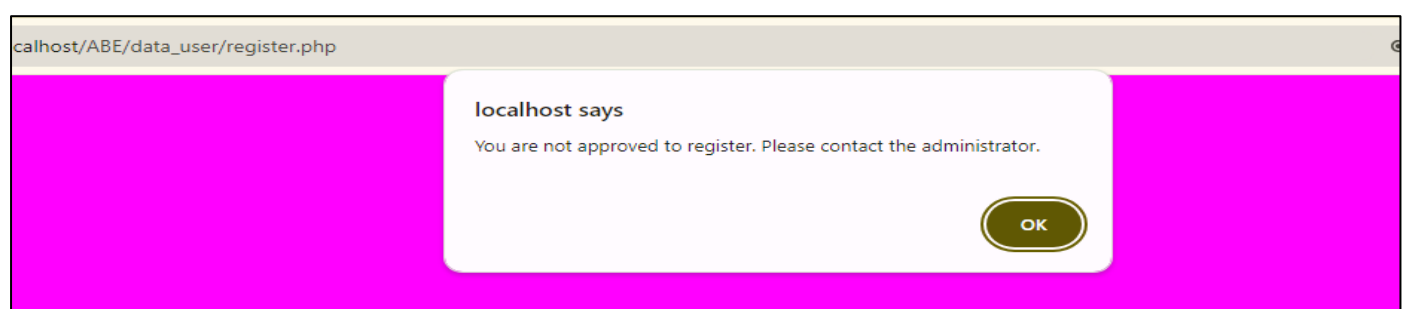 calhost/ABE/data_user/register.php
localhost says
You are not approved to register. Please contact the administrator.
OK